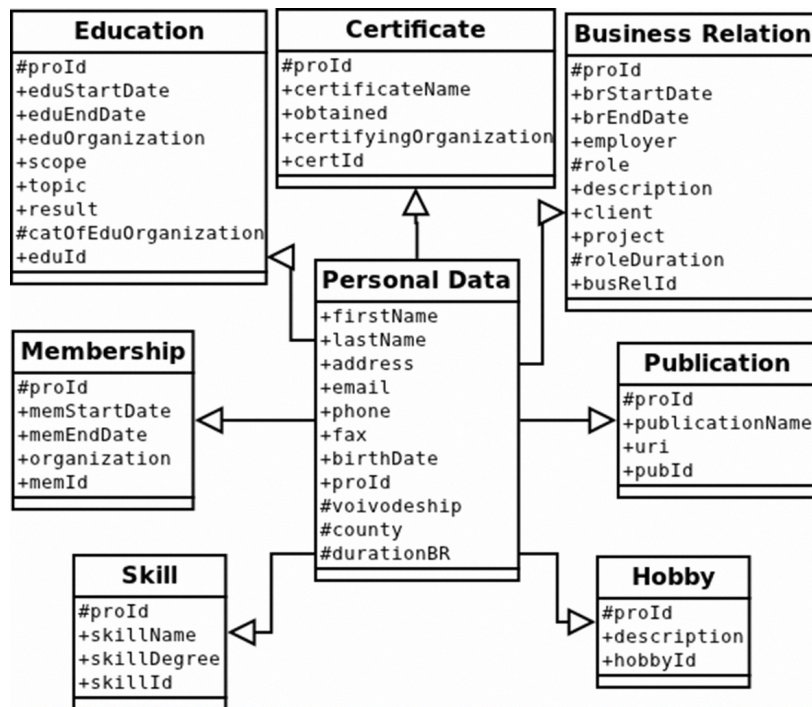 Education
#proId
+eduStartDate
+eduEndDate
+eduOrganization
+scope
+topic
+result
#catOfEduOrganization
+eduId
Certificate
#proId
+certificateName
+obtained
+certifyingOrganization
+certId
Business Relation
#proId
+brStartDate
+brEndDate
+employer
#role
+description
+client
+project
#roleDuration
+busRelId
Personal Data
+firstName
+lastName
+address
+email
+phone
+fax
+birthDate
+proId
#voivodeship
#county
#durationBR
Membership
#proId
+memStartDate
+memEndDate
+organization
+memId
Publication
#proId
+publicationName
+uri
+pubId
Skill
#proId
+skillName
+skillDegree
+skillId
Hobby
#proId
+description
+hobbyId